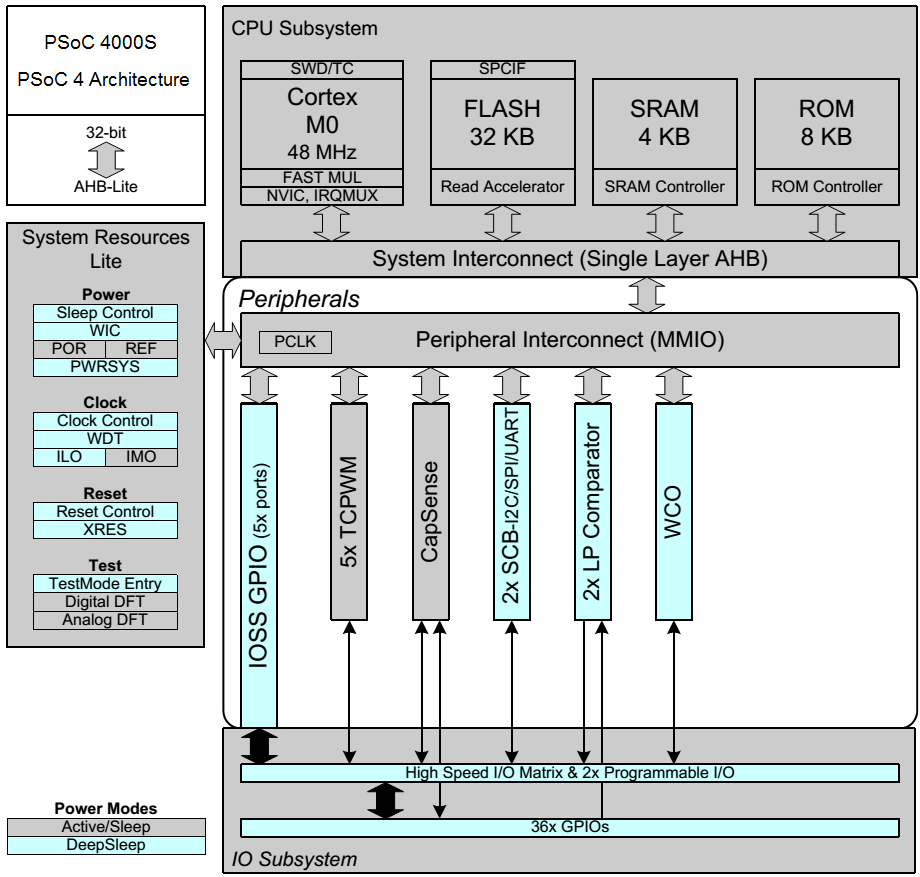 PSoC 4000S
PSoC 4 Architecture
32-bit
AHB-Lite
System Resources
Lite
Power
Sleep Control
WIC
POR
REF
PWRSYS
Clock
Clock Control
WDT
ILO
IMO
Reset
Reset Control
XRES
Test
TestMode Entry
Digital DFT
Analog DFT
Power Modes
Active/Sleep
DeepSleep
CPU Subsystem
SWD/TC
Cortex
M0
48 MHz
FAST MUL
NVIC, IRQMUX
SPCIF
FLASH
32 KB
Read Accelerator
SRAM
4 KB
SRAM Controller
ROM
8 KB
ROM Controller
System Interconnect (Single Layer AHB)
Peripherals
PCLK
Peripheral Interconnect (MMIO)
IOSS GPIO (5x ports)
5x TCPWM
CapSense
2x SCB-I2C/SPI/UART
2x LP Comparator
WCO
High Speed I/O Matrix & 2x Programmable I/O
36x GPIOs
IO Subsystem